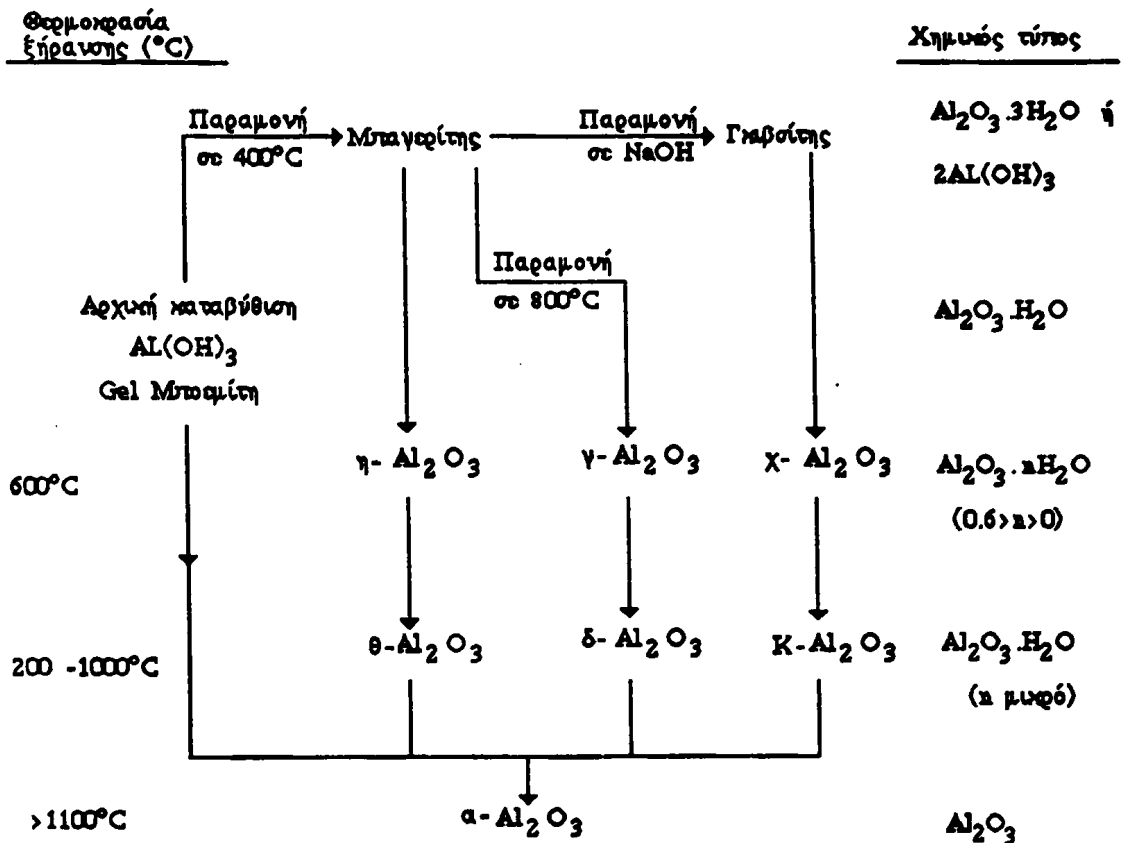 Θερμοκρασία
ξήρανσης (°C)
Χημικός τύπος
Παραμονή
σε 400°C
Μπαγερίτης
Παραμονή
σε NaOH
Γιαβσίτης
Al2O3.3H2O ή
2AL(OH)3
Παραμονή
σε 800°C
Αρχική καταβύθιση
AL(OH)3
Gel Μποεμίτη
Al2O3.H2O
600°C
η- Al2O3
γ- Al2O3
χ- Al2O3
Al2O3.nH2O
(0.6>n>0)
200 -1000°C
θ-Al2O3
δ- Al2O3
Κ-Al2O3
Al2O3.H2O
(n μικρό)
>1100°C
α- Al2O3
Al2O3